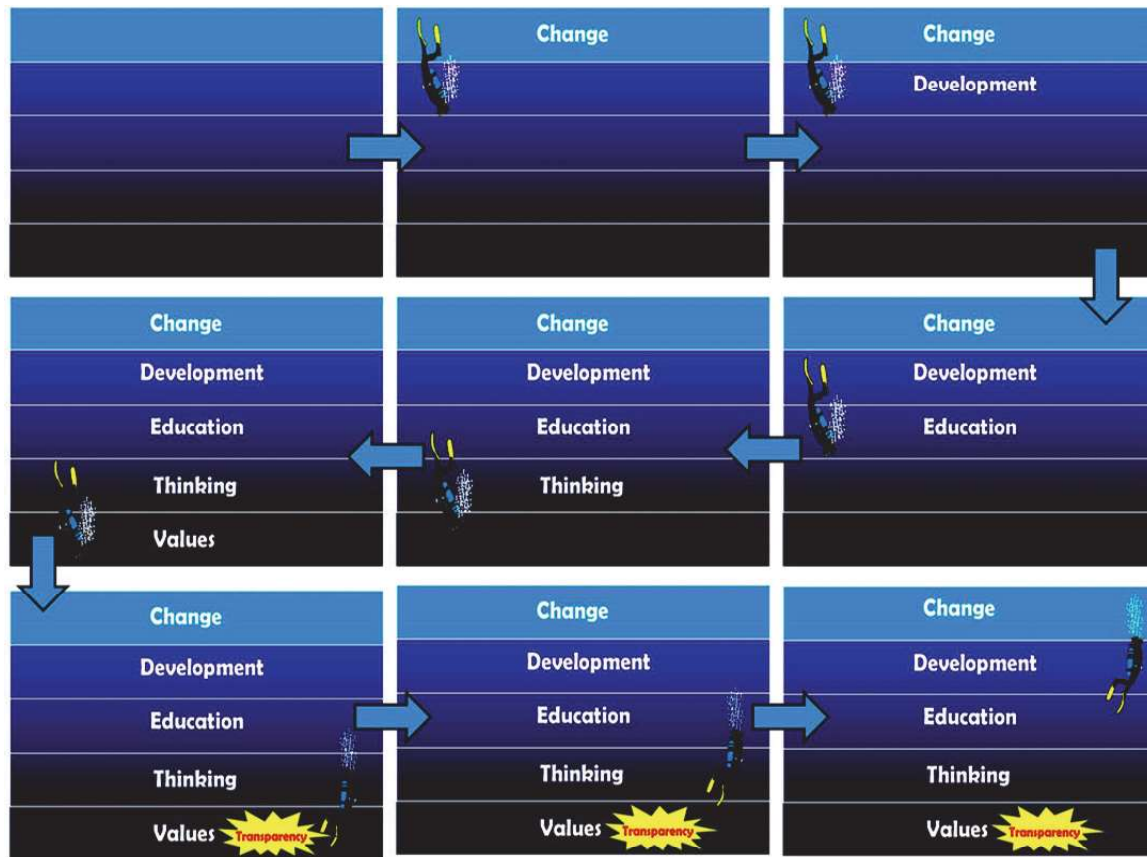 Change
Change
Development
Change
Development
Education
Change
Development
Education
Thinking
Change
Development
Education
Thinking
Values
Change
Development
Education
Thinking
Values Transparency
Change
Development
Education
Thinking
Values Transparency
Change
Development
Education
Thinking
Values Transparency